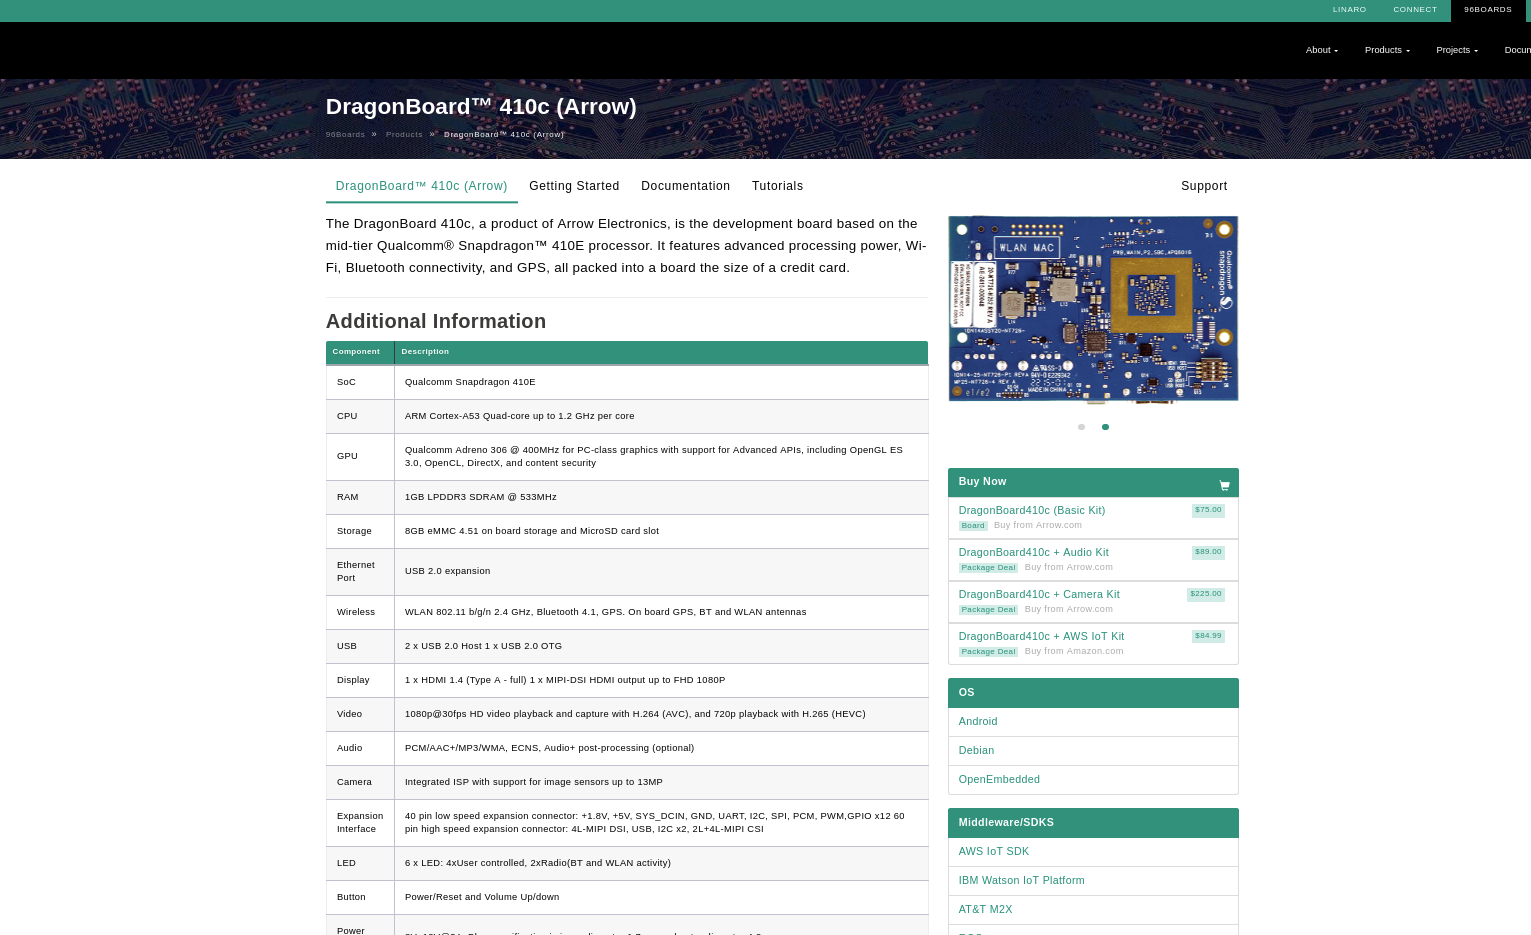 LINARO CONNECT 96BOARDS
About Products Projects Docum
DragonBoard™ 410c (Arrow)
96Boards » Products » DragonBoard™ 410c (Arrow)
DragonBoard™ 410c (Arrow) Getting Started Documentation Tutorials Support
The DragonBoard 410c, a product of Arrow Electronics, is the development board based on the
mid-tier Qualcomm® Snapdragon™ 410E processor. It features advanced processing power, Wi-
Fi, Bluetooth connectivity, and GPS, all packed into a board the size of a credit card.
Additional Information
Component Description
SoC Qualcomm Snapdragon 410E
CPU ARM Cortex-A53 Quad-core up to 1.2 GHz per core
GPU Qualcomm Adreno 306 @ 400MHz for PC-class graphics with support for Advanced APIs, including OpenGL ES
3.0, OpenCL, DirectX, and content security
RAM 1GB LPDDR3 SDRAM @ 533MHz
Storage 8GB eMMC 4.51 on board storage and MicroSD card slot
Ethernet
Port
USB 2.0 expansion
Wireless WLAN 802.11 b/g/n 2.4 GHz, Bluetooth 4.1, GPS. On board GPS, BT and WLAN antennas
USB 2 x USB 2.0 Host 1 x USB 2.0 OTG
Display 1 x HDMI 1.4 (Type A - full) 1 x MIPI-DSI HDMI output up to FHD 1080P
Video 1080p@30fps HD video playback and capture with H.264 (AVC), and 720p playback with H.265 (HEVC)
Audio PCM/AAC+/MP3/WMA, ECNS, Audio+ post-processing (optional)
Camera Integrated ISP with support for image sensors up to 13MP
Expansion
Interface
40 pin low speed expansion connector: +1.8V, +5V, SYS_DCIN, GND, UART, I2C, SPI, PCM, PWM,GPIO x12 60
pin high speed expansion connector: 4L-MIPI DSI, USB, I2C x2, 2L+4L-MIPI CSI
LED 6 x LED: 4xUser controlled, 2xRadio(BT and WLAN activity)
Button Power/Reset and Volume Up/down
Power
WLAN MAC
PWB,MAIN,P2,SBC,APQ8016
Qualcomm
snapdragon
MADE IN CHINA
Buy Now
DragonBoard410c (Basic Kit) $75.00
Board Buy from Arrow.com
DragonBoard410c + Audio Kit $89.00
Package Deal Buy from Arrow.com
DragonBoard410c + Camera Kit $225.00
Package Deal Buy from Arrow.com
DragonBoard410c + AWS IoT Kit $84.99
Package Deal Buy from Amazon.com
OS
Android
Debian
OpenEmbedded
Middleware/SDKS
AWS IoT SDK
IBM Watson IoT Platform
AT&T M2X